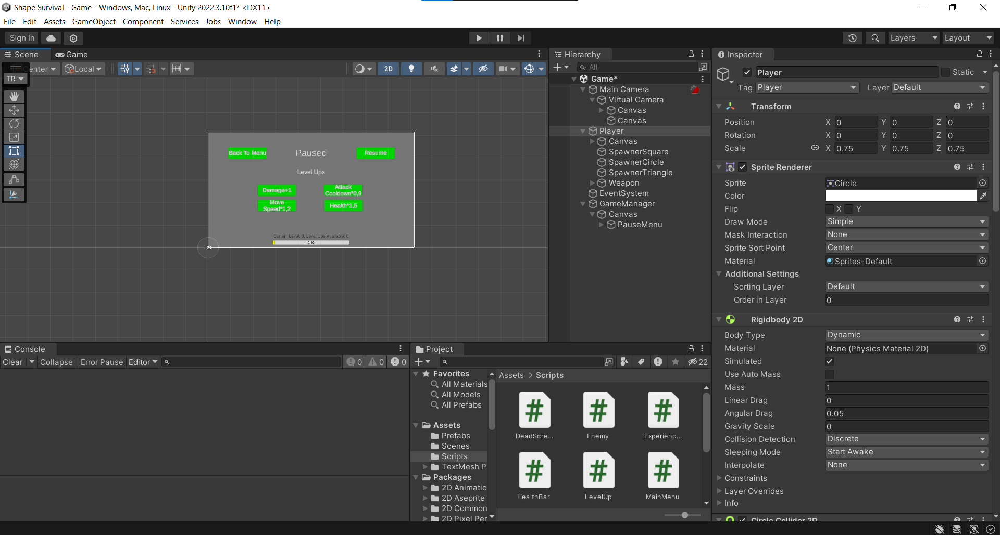 Shape Survival - Game - Windows, Mac, Linux - Unity 2022.3.10f1* <DX11>
File Edit Assets GameObject Component Services Jobs Window Help
Sign in
Layers
Layout
Scene
Game
enter
Local
2D
TR
Back To Menu
Paused
Resume
Level Ups
Damage+1
Attack
Cooldown*0,9
Move
Speed*1,2
Health*1,5
Current Level: 0, Level Ups Available: 0
0/10
Hierarchy
All
Game*
Main Camera
Virtual Camera
Canvas
Canvas
Player
Canvas
SpawnerSquare
SpawnerCircle
SpawnerTriangle
Weapon
EventSystem
GameManager
Canvas
PauseMenu
Inspector
Player
Static
Tag Player
Layer Default
Transform
Position X 0 Y 0 Z 0
Rotation X 0 Y 0 Z 0
Scale X 0.75 Y 0.75 Z 0.75
Sprite Renderer
Sprite Circle
Color
Flip X Y
Draw Mode Simple
Mask Interaction None
Sprite Sort Point Center
Material Sprites-Default
Additional Settings
Sorting Layer Default
Order in Layer 0
Rigidbody 2D
Body Type Dynamic
Material None (Physics Material 2D)
Simulated
Use Auto Mass
Mass 1
Linear Drag 0
Angular Drag 0.05
Gravity Scale 0
Collision Detection Discrete
Sleeping Mode Start Awake
Interpolate None
Constraints
Layer Overrides
Info
Circle Collider 2D
Console
Clear Collapse Error Pause Editor
0 0 0
Project
22
Favorites
All Materials
All Models
All Prefabs
Assets
Prefabs
Scenes
Scripts
TextMesh Pr
Packages
2D Animatio
2D Aseprite
2D Common
2D Pixel Per
Assets > Scripts
DeadScre...
Enemy
Experienc...
HealthBar
LevelUp
MainMenu